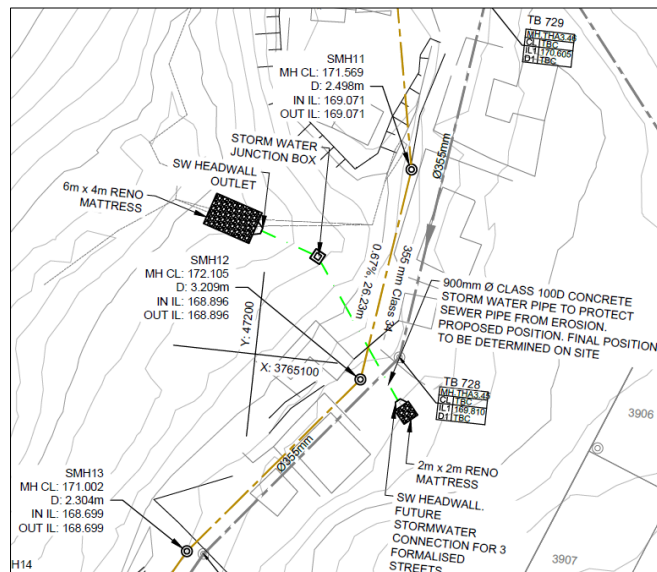 TB 729
MH.THA3.46
CL TBC
IL1 170.605
D1 TBC
SMH11
MH CL: 171.569
D: 2.498m
IN IL: 169.071
OUT IL: 169.071
STORM WATER
JUNCTION BOX
SW HEADWALL
OUTLET
6m x 4m RENO
MATTRESS
Ø355mm
SMH12
MH CL: 172.105
D: 3.209m
IN IL: 168.896
OUT IL: 168.896
0.67%, 26.23m
355 mm Class 34
900mm Ø CLASS 100D CONCRETE
STORM WATER PIPE TO PROTECT
SEWER PIPE FROM EROSION.
PROPOSED POSITION. FINAL POSITION
TO BE DETERMINED ON SITE
Y: 47200
X: 3765100
TB 728
MH.THA3.45
CL TBC
IL1 169.810
D1 TBC
3906
Ø355mm
2m x 2m RENO
MATTRESS
SMH13
MH CL: 171.002
D: 2.304m
IN IL: 168.699
OUT IL: 168.699
SW HEADWALL.
FUTURE
STORMWATER
CONNECTION FOR 3
FORMALISED
STREETS
3907
H14